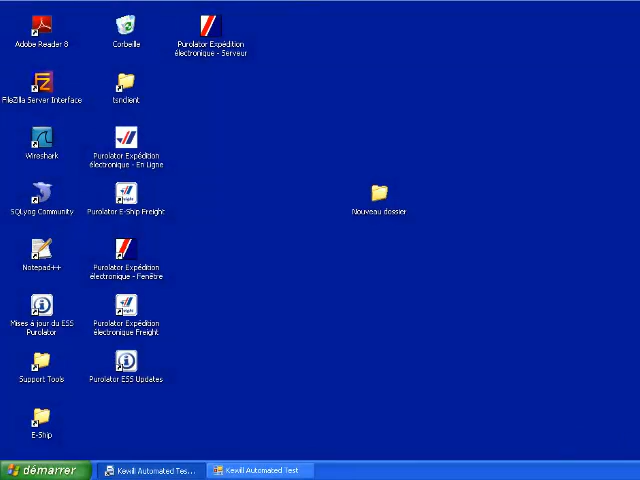 Adobe Reader 8
Corbeille
Purolator Expédition
électronique - Serveur
FileZilla Server Interface
tsndient
Wireshark
Purolator Expédition
électronique - En Ligne
SQLyog Community
Purolator E-Ship Freight
Nouveau dossier
Notepad++
Purolator Expédition
électronique - Fenêtre
Mises à jour du ESS
Purolator
Purolator Expédition
électronique Freight
Support Tools
Purolator ESS Updates
E-Ship
démarrer
Kewill Automated Tes...
Kewill Automated Test